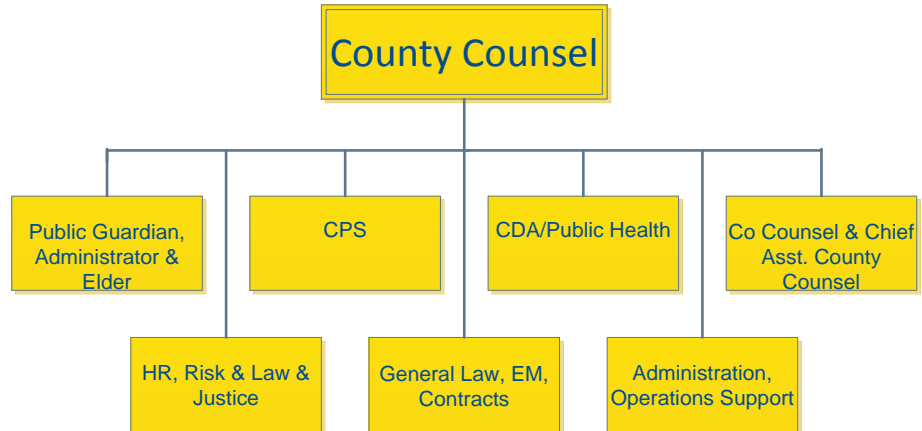 County Counsel
Public Guardian,
Administrator &
Elder
CPS
CDA/Public Health
Co Counsel & Chief
Asst. County
Counsel
HR, Risk & Law &
Justice
General Law, EM,
Contracts
Administration,
Operations Support